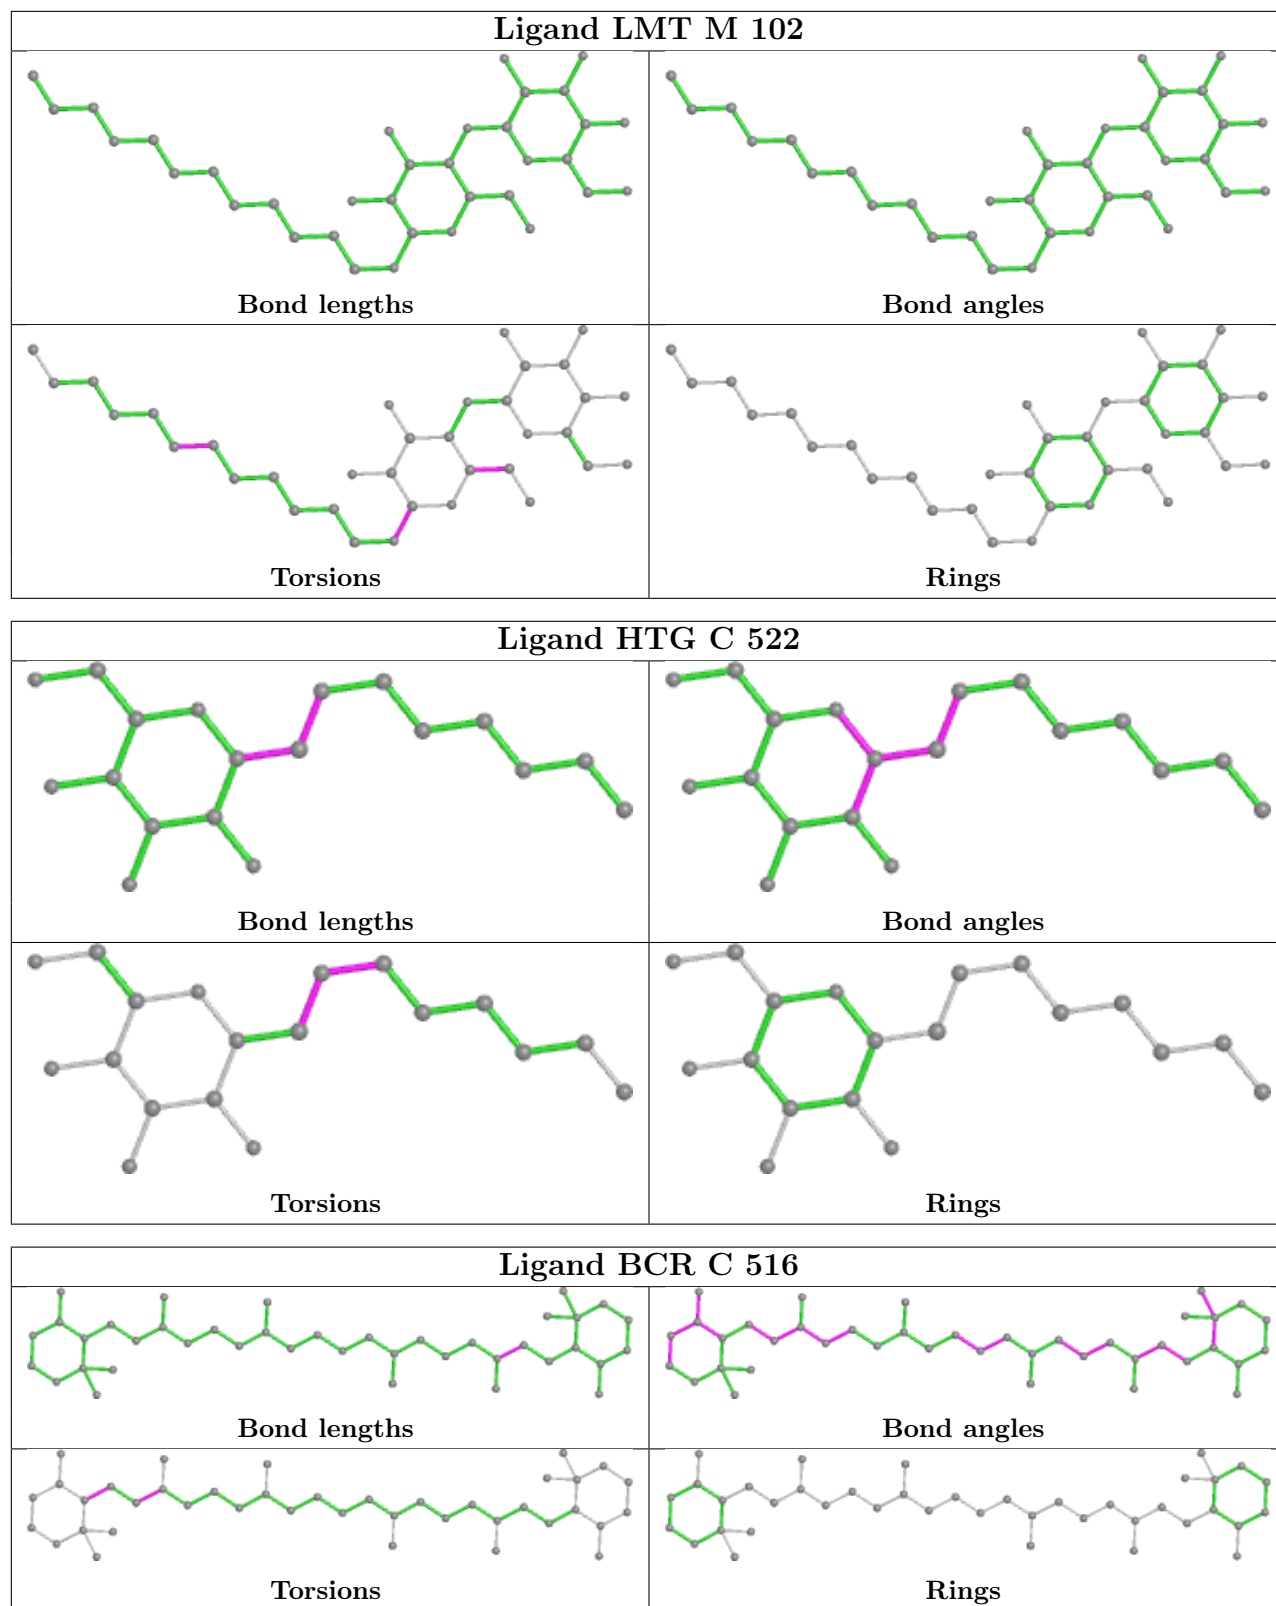 Ligand LMT M 102
Bond lengths
Bond angles
Torsions
Rings
Ligand HTG C 522
Bond lengths
Bond angles
Torsions
Rings
Ligand BCR C 516
Bond lengths
Bond angles
Torsions
Rings